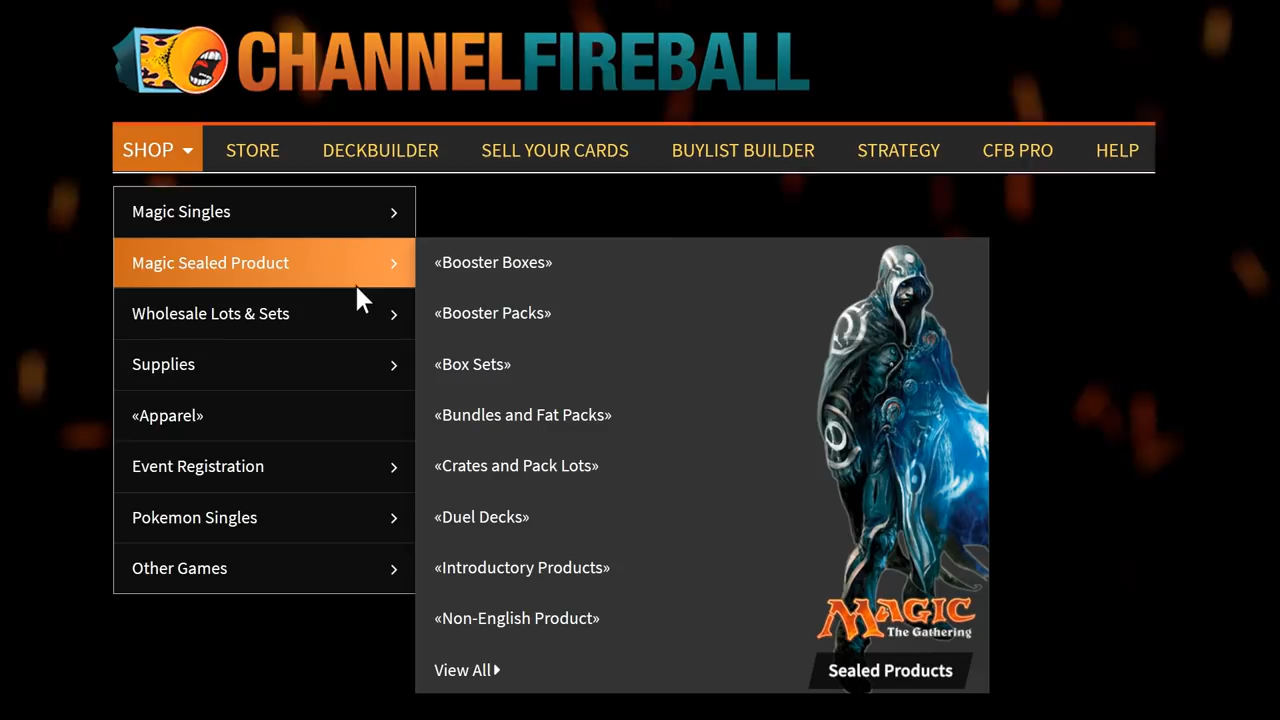 CHANNELFIREBALL
SHOP STORE DECKBUILDER SELL YOUR CARDS BUYLIST BUILDER STRATEGY CFB PRO HELP
Magic Singles
Magic Sealed Product
Wholesale Lots & Sets
Supplies
«Apparel»
Event Registration
Pokemon Singles
Other Games
«Booster Boxes»
«Booster Packs»
«Box Sets»
«Bundles and Fat Packs»
«Crates and Pack Lots»
«Duel Decks»
«Introductory Products»
«Non-English Product»
View All
MAGIC
The Gathering
Sealed Products